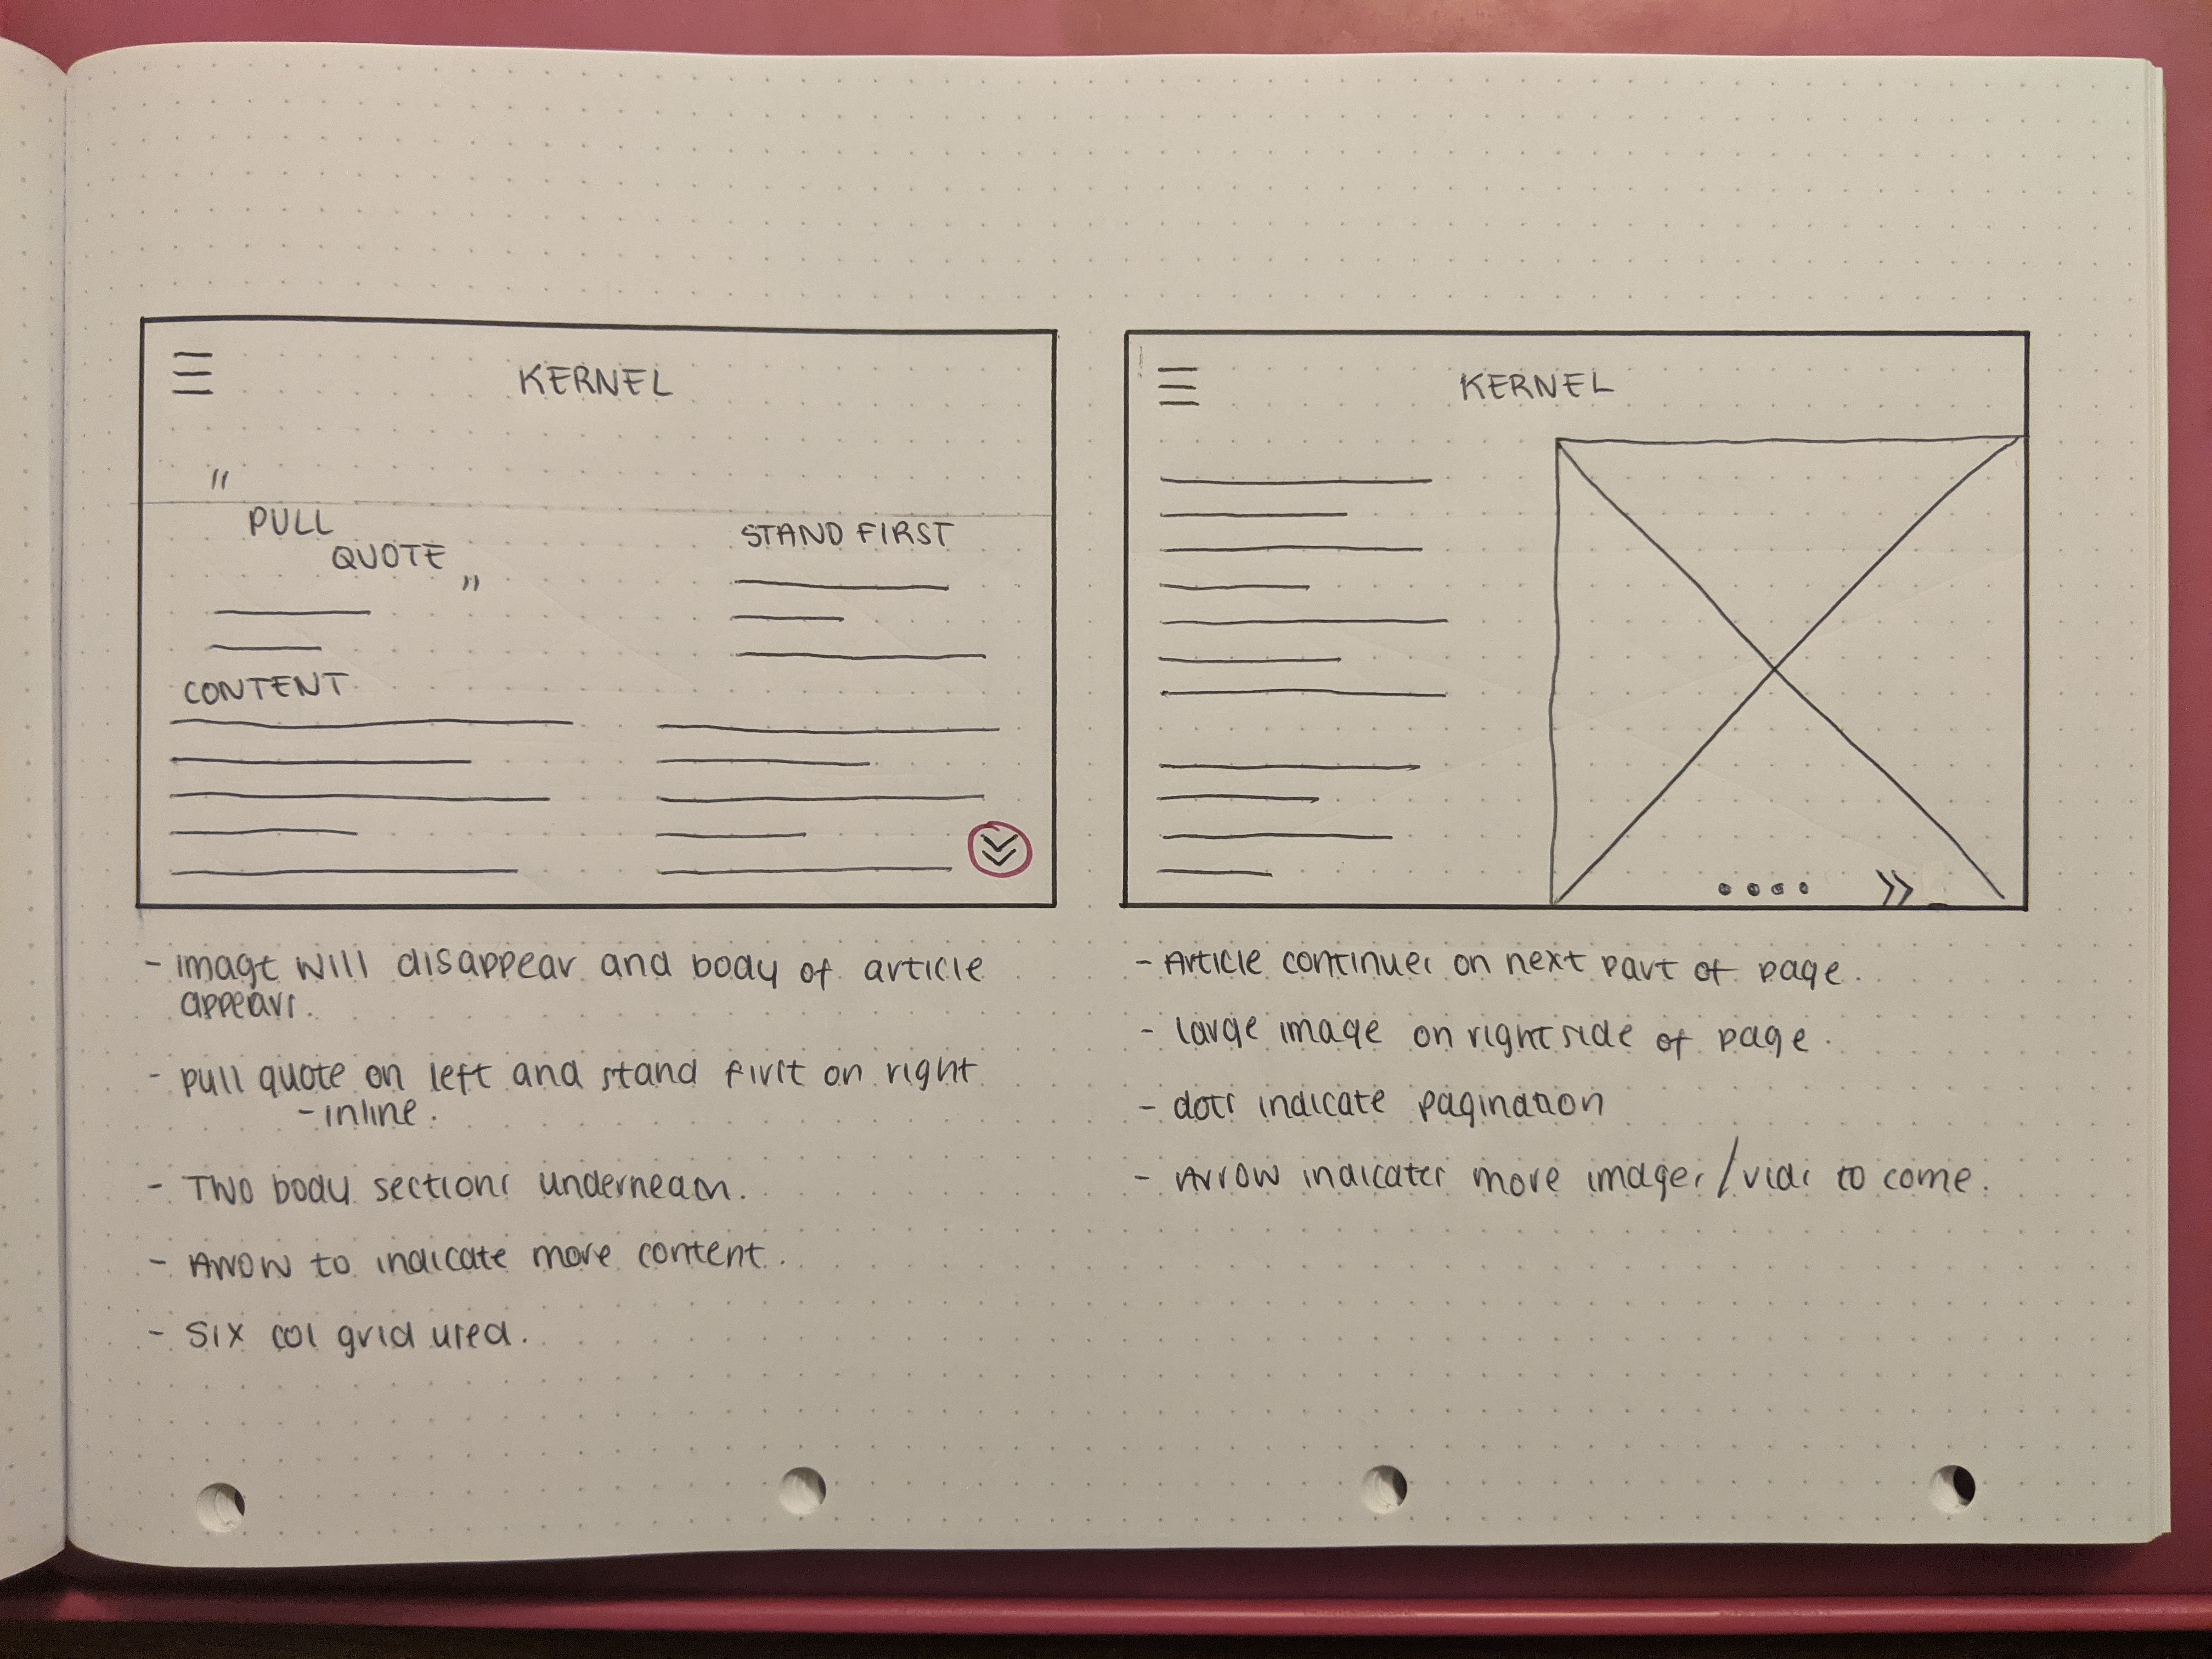 KERNEL
"
PULL
QUOTE "
STAND FIRST
CONTENT
- image will disappear and body of article
appears.
- pull quote on left and stand first on right
- inline.
- Two body sections underneath.
- Arrow to indicate more content.
- Six col grid used.
KERNEL
- Article continues on next part of page.
- large image on right side of page.
- dots indicate pagination
- Arrow indicates more images/vids to come.